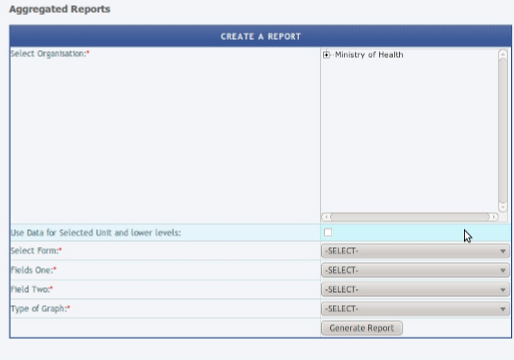 Aggregated Reports
CREATE A REPORT
Select Organisation:*
Ministry of Health
Use Data for Selected Unit and lower levels:
Select Form:*
-SELECT-
Fields One:*
-SELECT-
Field Two:*
-SELECT-
Type of Graph:*
-SELECT-
Generate Report